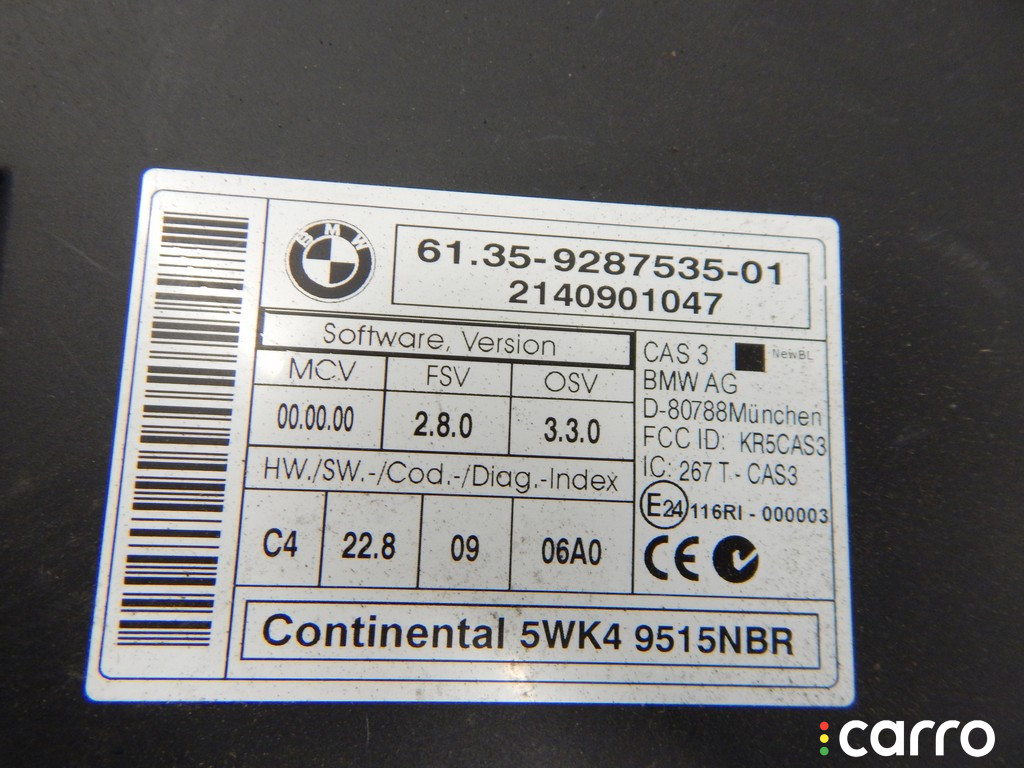 BMW
61.35-9287535-01
2140901047
Software, Version
MCV FSV OSV
00.00.00 2.8.0 3.3.0
HW./SW.-/Cod.-/Diag.-Index
C4 22.8 09 06A0
CAS 3 NewBL
BMW AG
D-80788München
FCC ID: KR5CAS3
IC: 267 T - CAS3
E24 116RI - 000003
CE
Continental 5WK4 9515NBR
carro